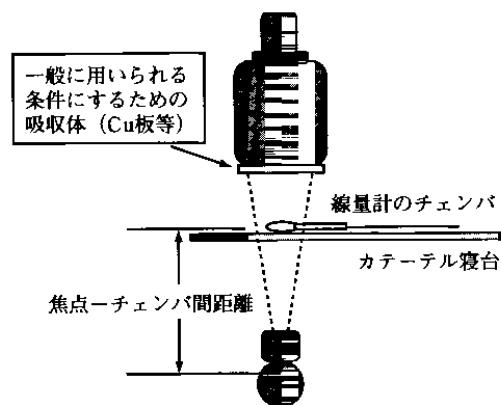 一般に用いられる
条件にするための
吸収体（Cu板等）
線量計のチェンバ
カテーテル寝台
焦点－チェンバ間距離